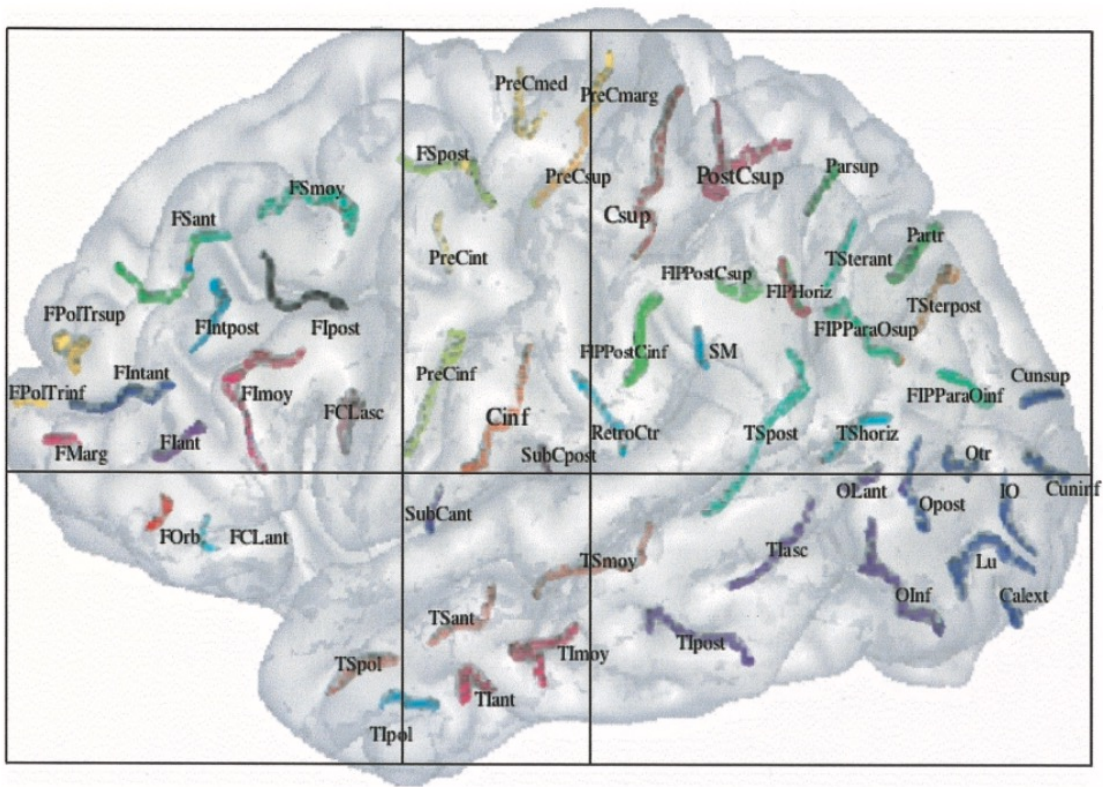 PreCmed
PreCmarg
FSpost
PreCsup
PostCsup
Parsup
FSmoy
FSant
Csup
Partr
PreCint
TSterant
FIPPostCsup
FIPHoriz
TSterpost
FPolTrsup
FIntpost
FIpost
FIPParaOsup
FIPPostCinf
SM
FIntant
PreCinf
Cunsup
FPolTrinf
FImoy
FIPParaOinf
FCLasc
Cinf
FIant
RetroCtr
TSpost
TShoriz
FMarg
SubCpost
Otr
OLant
IO
Cuninf
Opost
SubCant
FOrb
FCLant
TIasc
TSmoy
Lu
OInf
Calext
TSant
TIpost
TImoy
TSpol
TIant
TIpol